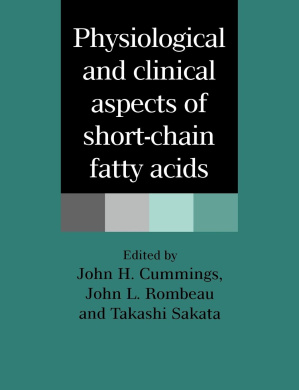 Physiological
and clinical
aspects of
short-chain
fatty acids
Edited by
John H. Cummings,
John L. Rombeau
and Takashi Sakata